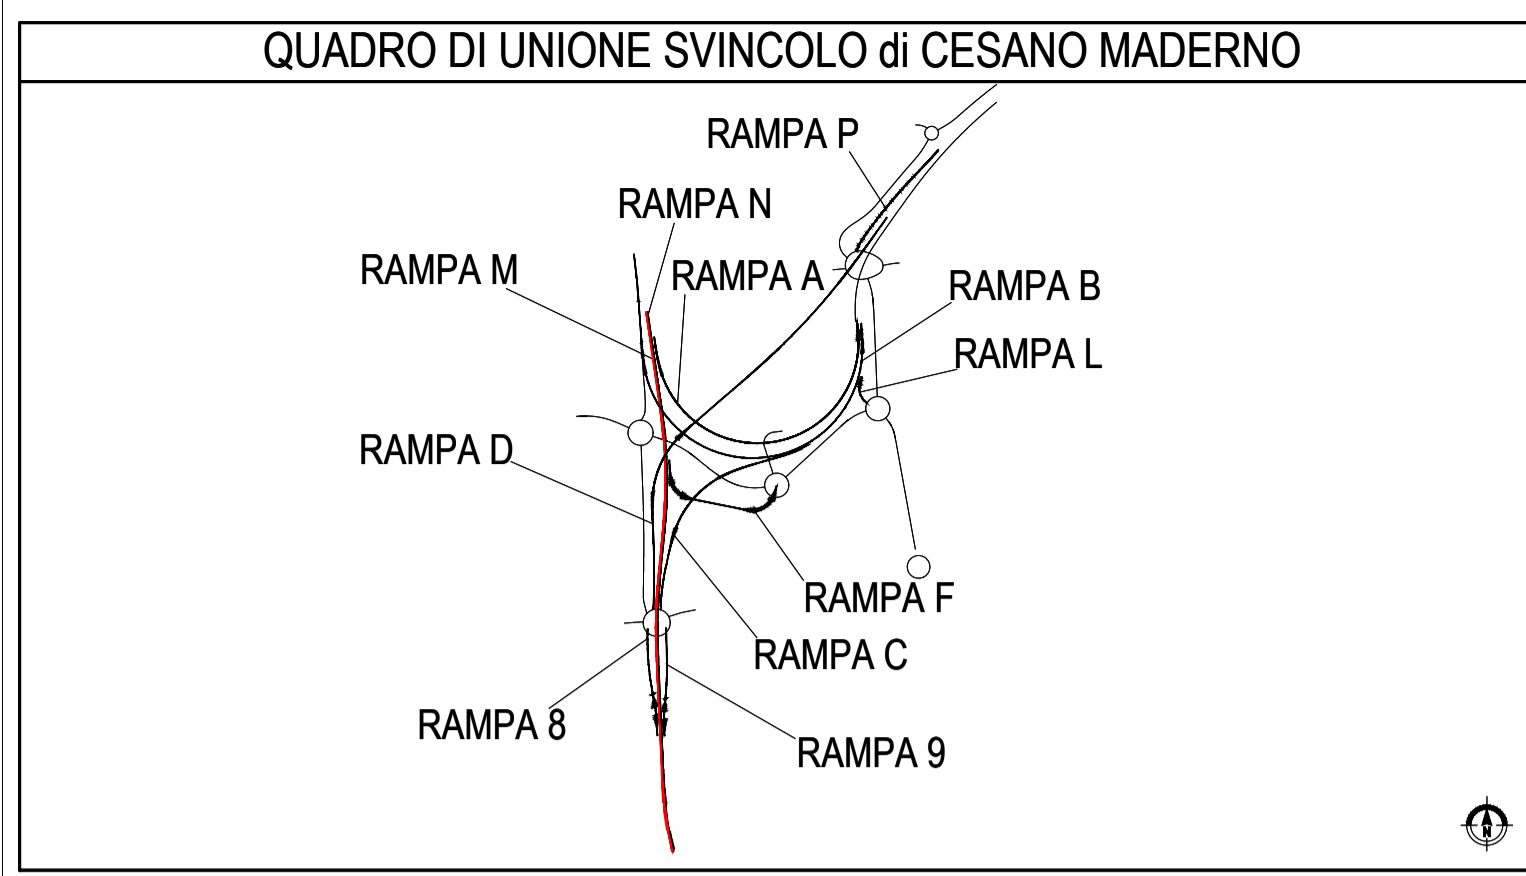 QUADRO DI UNIONE SVINCOLO di CESANO MADERNO
RAMPA P
RAMPA N
RAMPA M
RAMPA A
RAMPA B
RAMPA L
RAMPA D
RAMPA F
RAMPA C
RAMPA 8
RAMPA 9
N